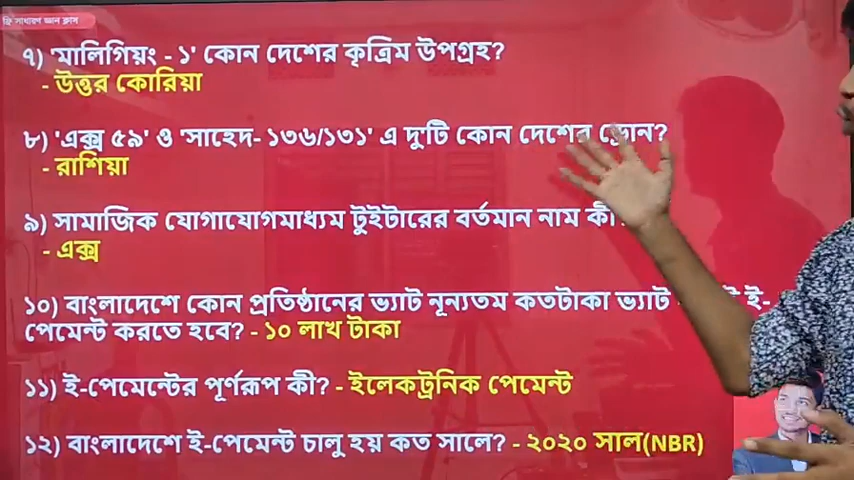 ফ্রি সাধারণ জ্ঞান ক্লাস
৭) 'মালিগিয়ং - ১' কোন দেশের কৃত্রিম উপগ্রহ?
- উত্তর কোরিয়া
৮) 'এক্স ৫৯' ও 'সাহেদ- ১৩৬/১৩১' এ দু'টি কোন দেশের ড্রোন?
- রাশিয়া
৯) সামাজিক যোগাযোগমাধ্যম টুইটারের বর্তমান নাম কী?
- এক্স
১০) বাংলাদেশে কোন প্রতিষ্ঠানের ভ্যাট নূন্যতম কতটাকা ভ্যাট ই-
পেমেন্ট করতে হবে? - ১০ লাখ টাকা
১১) ই-পেমেন্টের পূর্ণরূপ কী? - ইলেকট্রনিক পেমেন্ট
১২) বাংলাদেশে ই-পেমেন্ট চালু হয় কত সালে? - ২০২০ সাল(NBR)